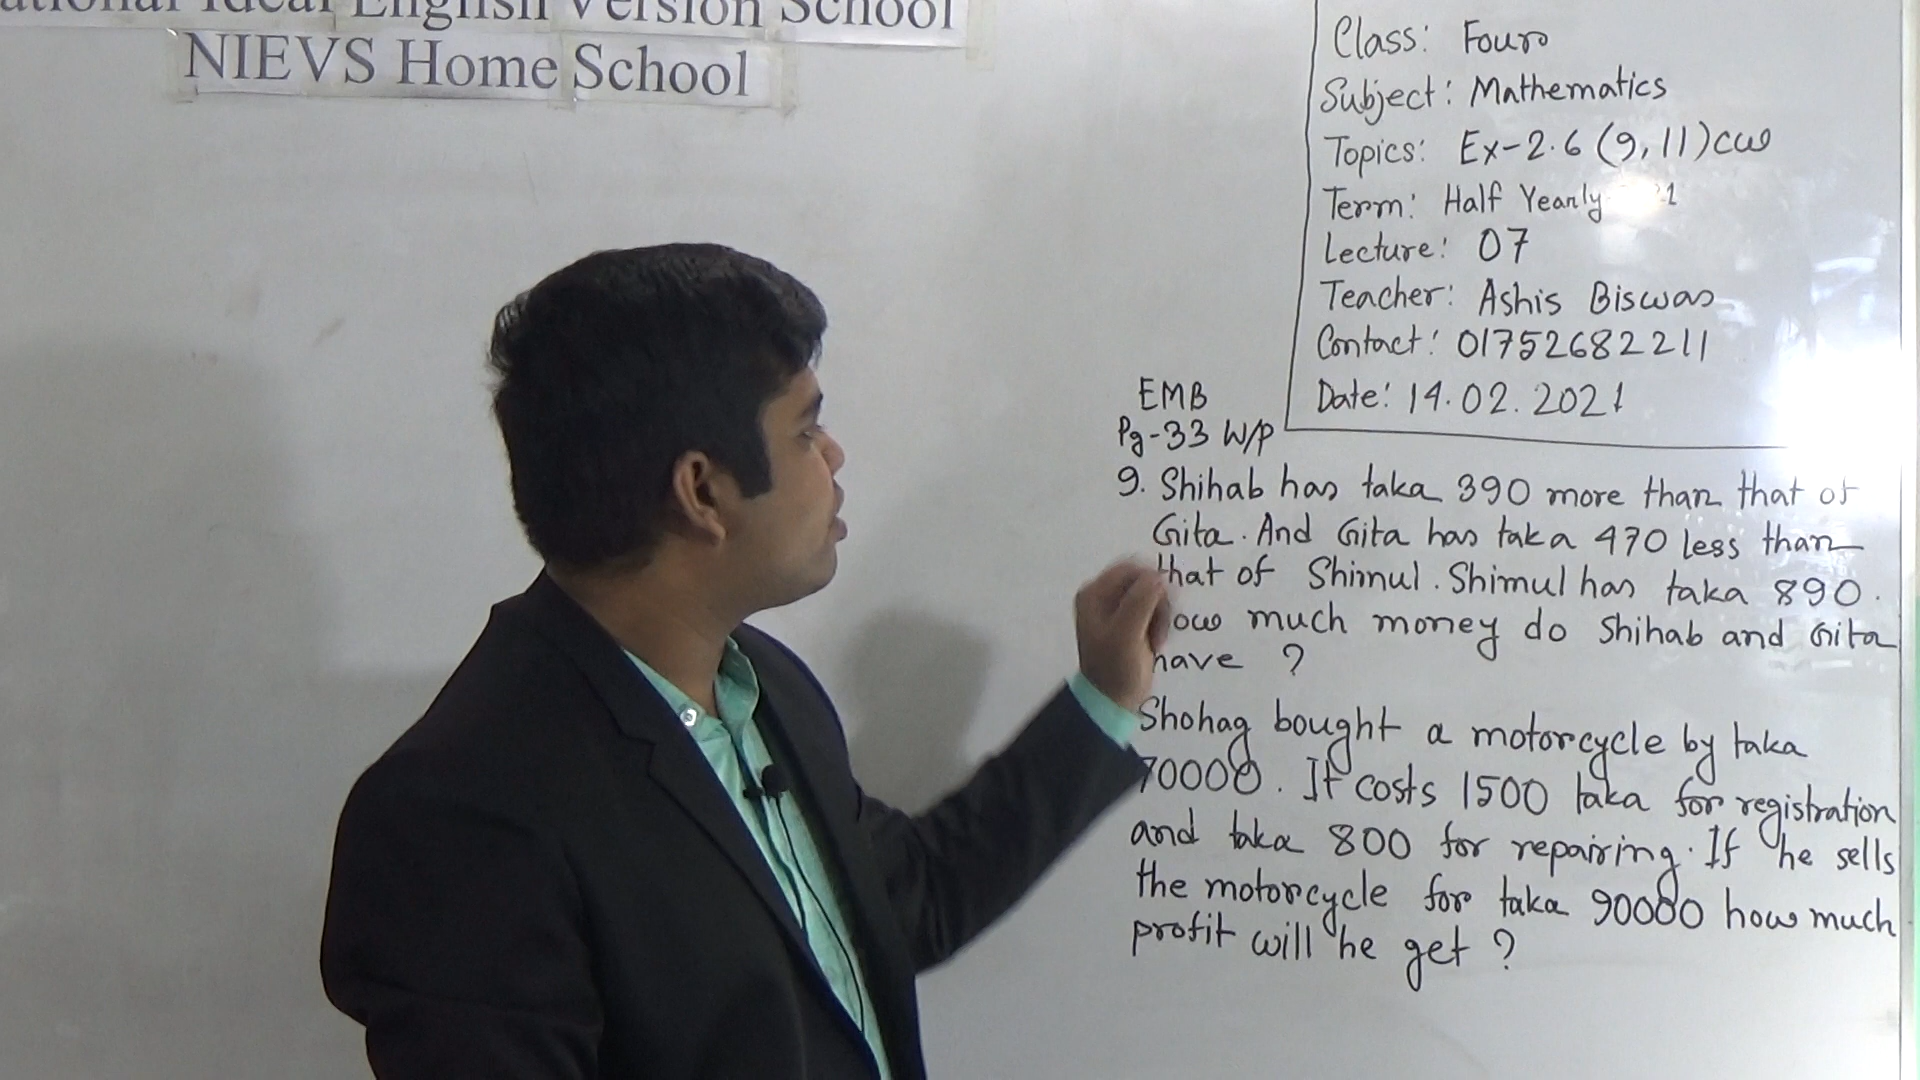 English Version School
NIEVS Home School
Class: Four
Subject: Mathematics
Topics: Ex-2.6 (9, 11) cw
Term: Half Yearly
Lecture: 07
Teacher: Ashis Biswas
Contact: 01752682211
Date: 14.02.2021
EMB
Pg-33 W/P
9. Shihab has taka 390 more than that of
Gita. And Gita has taka 470 less than
that of Shimul. Shimul has taka 890.
much money do Shihab and Gita
have ?
Shohag bought a motorcycle by taka
70000. It costs 1500 taka for registration
and taka 800 for repairing. If he sells
the motorcycle for taka 90000 how much
profit will he get ?